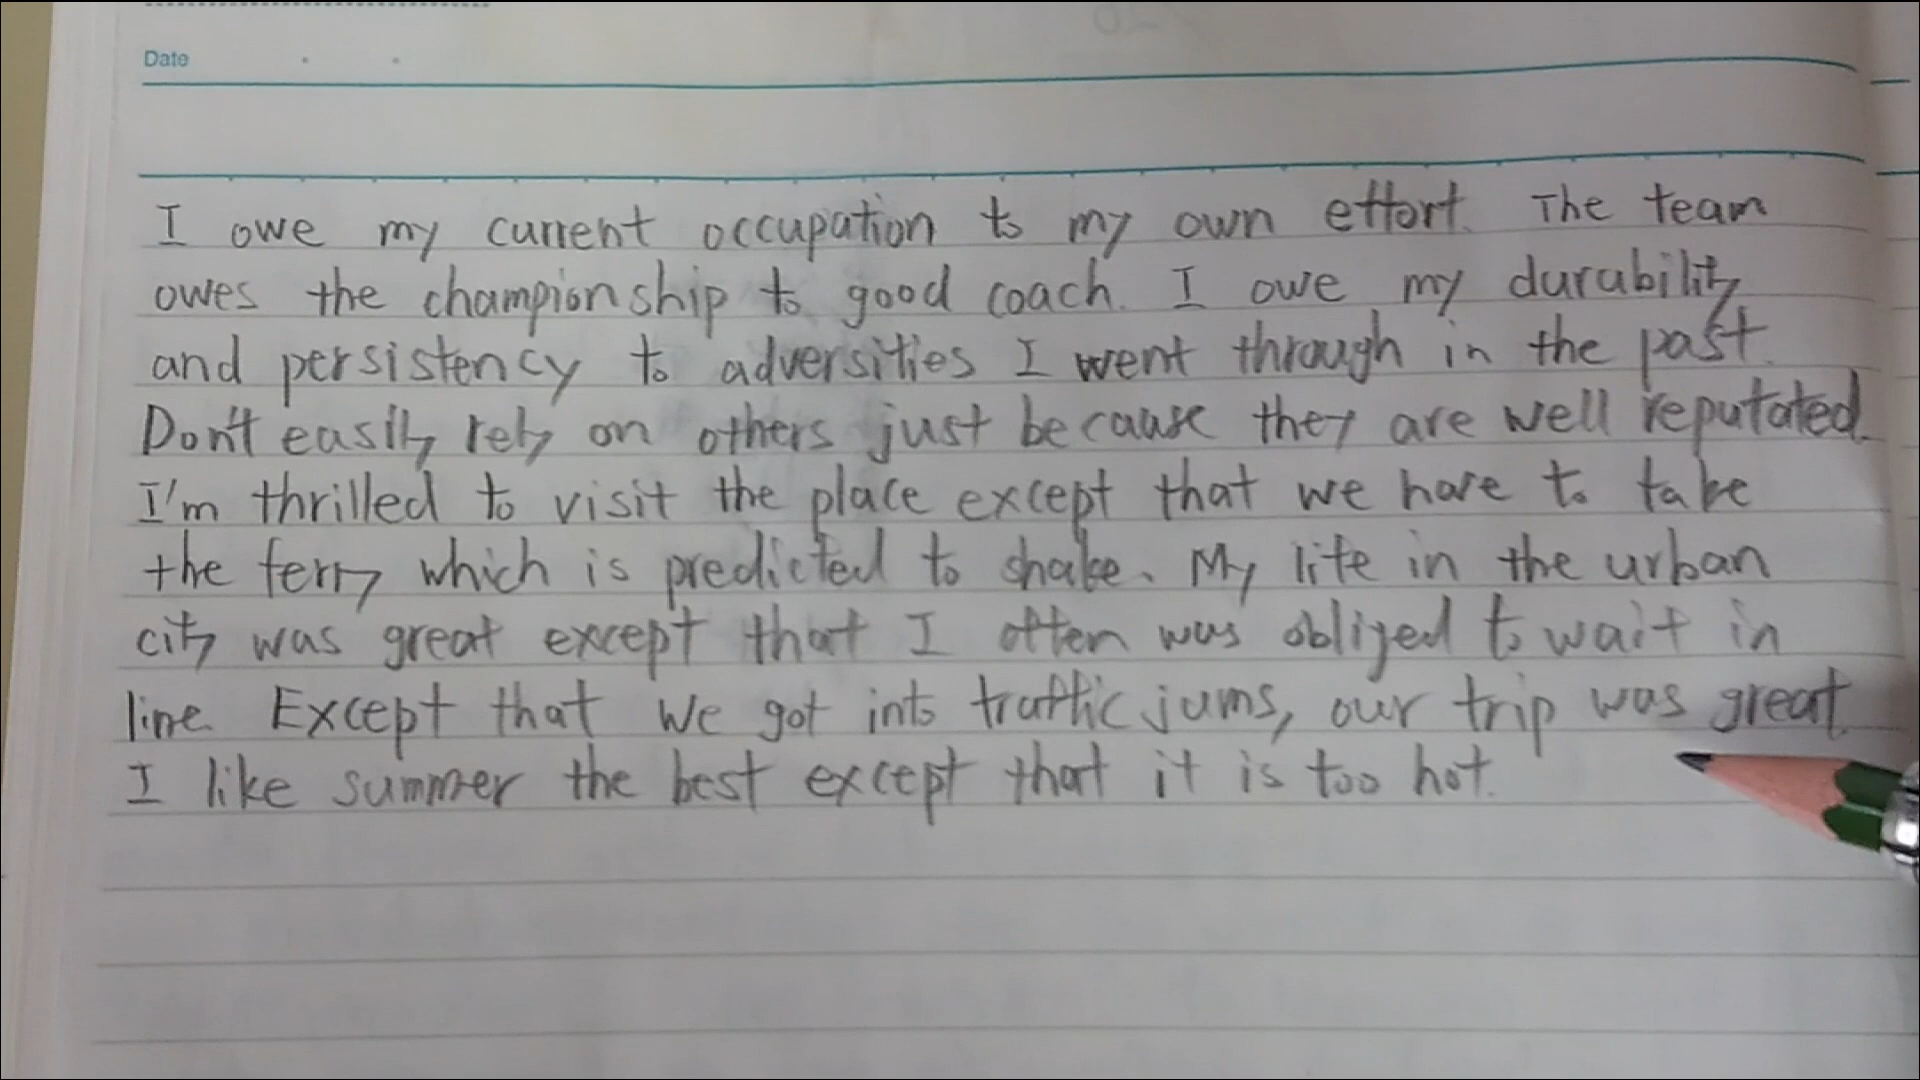 Date
I owe my current occupation to my own effort. The team
owes the championship to good coach. I owe my durability
and persistency to adversities I went through in the past.
Don't easily rely on others just because they are well reputated.
I'm thrilled to visit the place except that we have to take
the ferry which is predicted to shake. My life in the urban
city was great except that I often was obliged to wait in
line. Except that we got into traffic jams, our trip was great.
I like summer the best except that it is too hot.